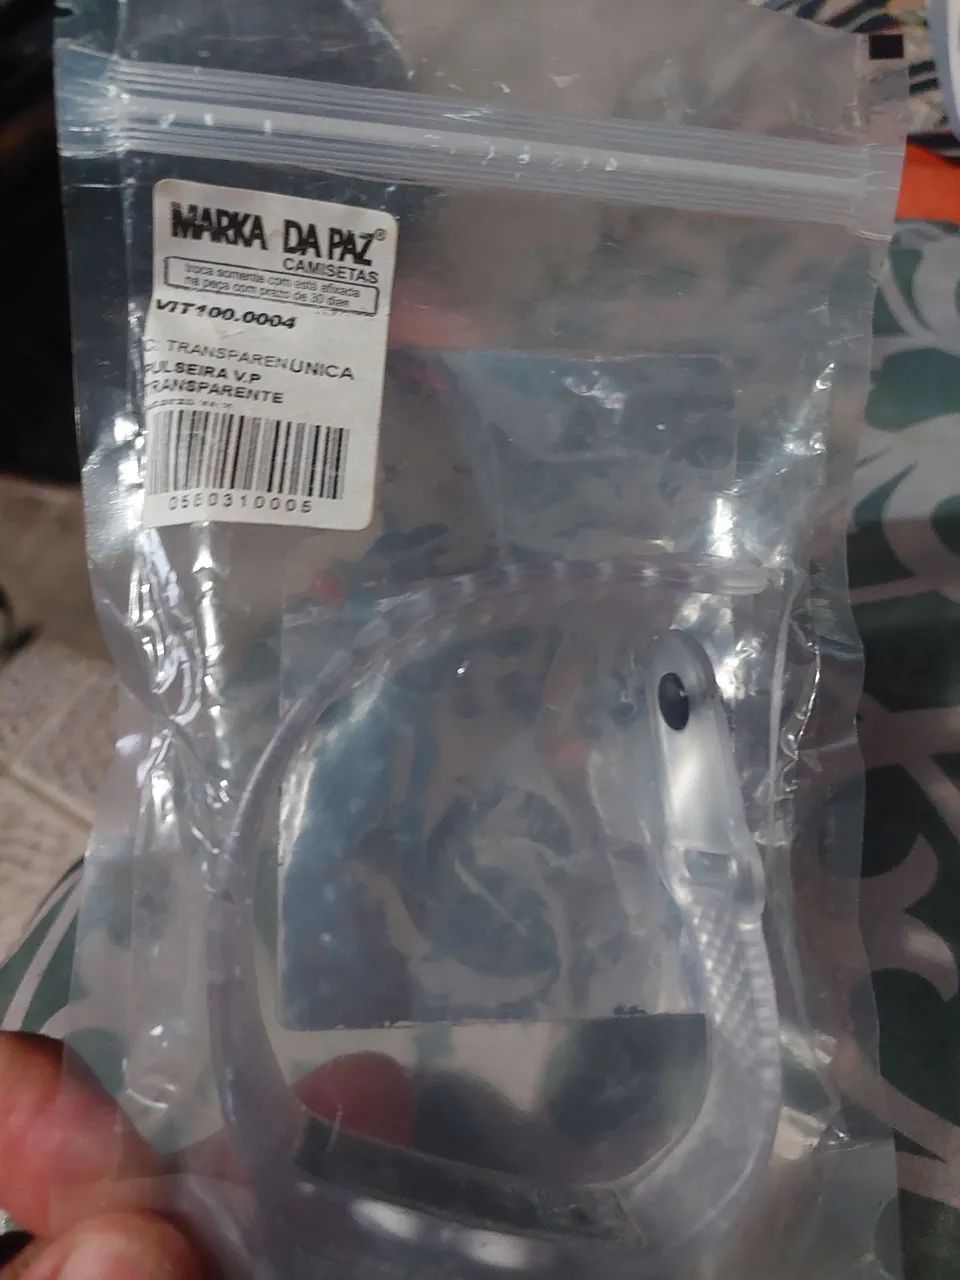 MARKA DA PAZ®
CAMISETAS
troca somente com esta afixada
na peça com prazo de 30 dias
VIT100.0004
C: TRANSPARENÚNICA
PULSEIRA V.P
TRANSPARENTE
0560310005